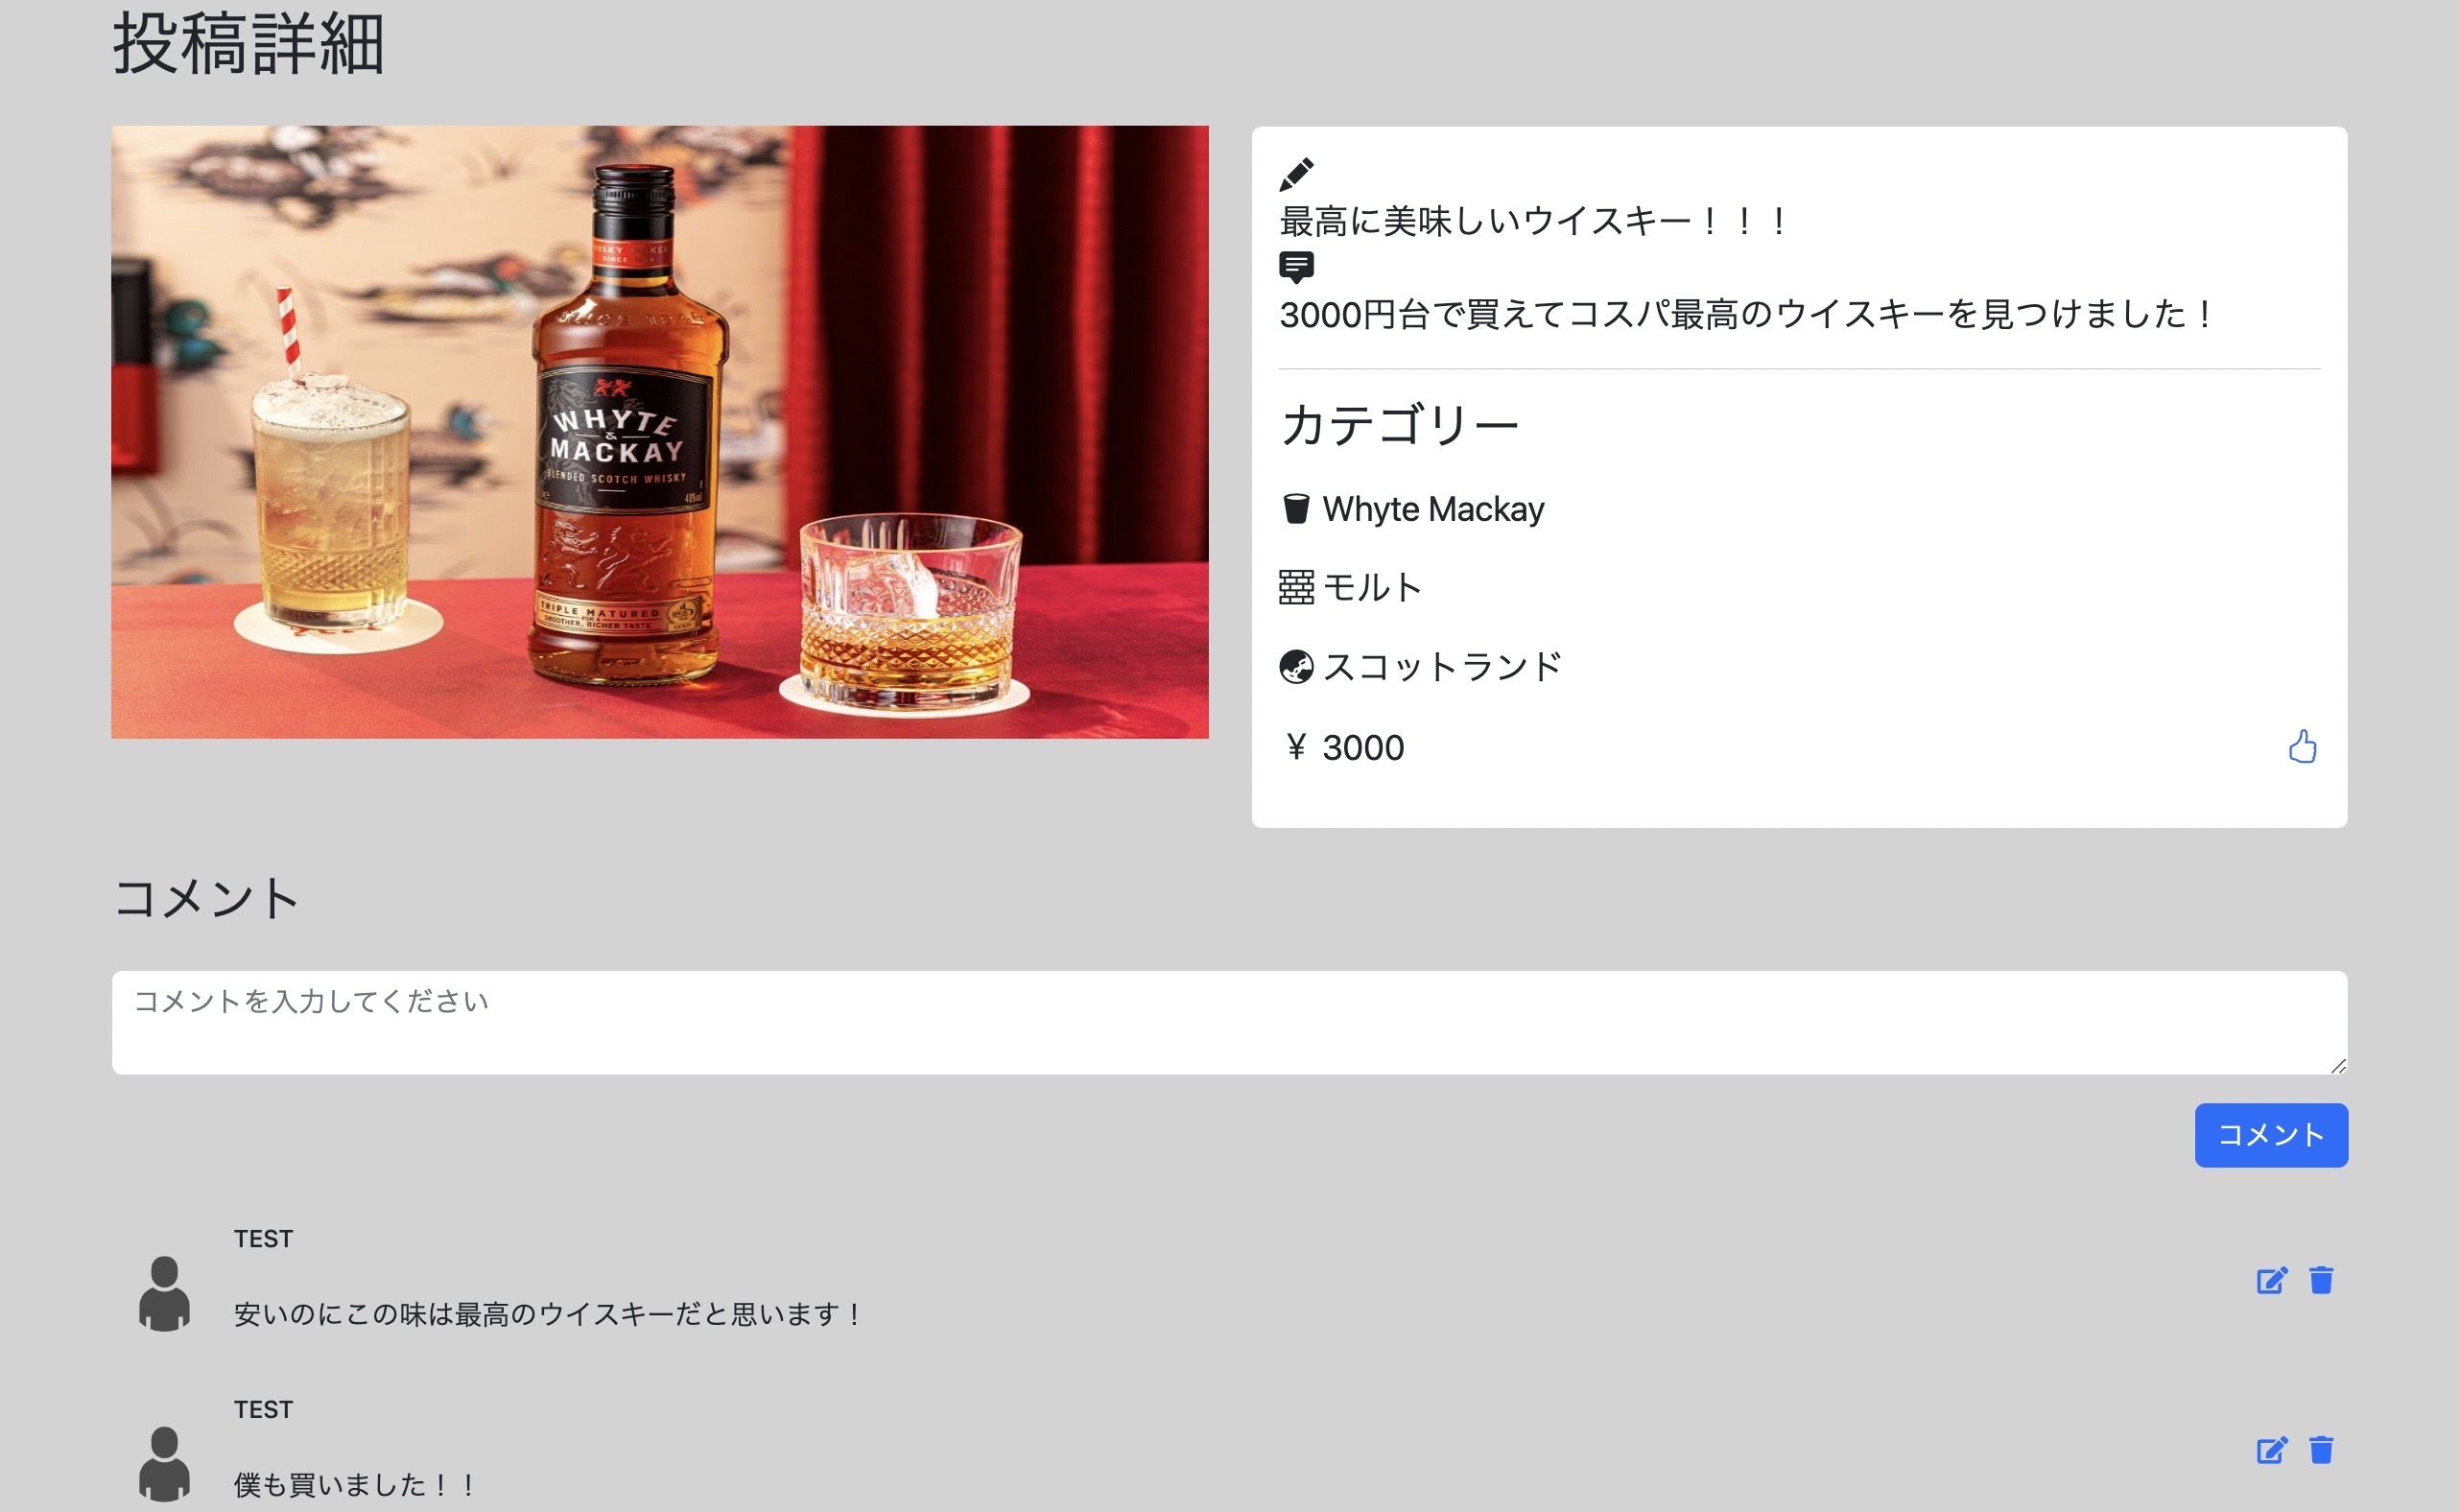 投稿詳細
WHYTE
&
MACKAY
BLENDED SCOTCH WHISKY
TRIPLE MATURED
FOR A
SMOOTHER, RICHER TASTE
最高に美味しいウイスキー！！！
3000円台で買えてコスパ最高のウイスキーを見つけました！
カテゴリー
Whyte Mackay
モルト
スコットランド
¥ 3000
コメント
コメントを入力してください
コメント
TEST
安いのにこの味は最高のウイスキーだと思います！
TEST
僕も買いました！！